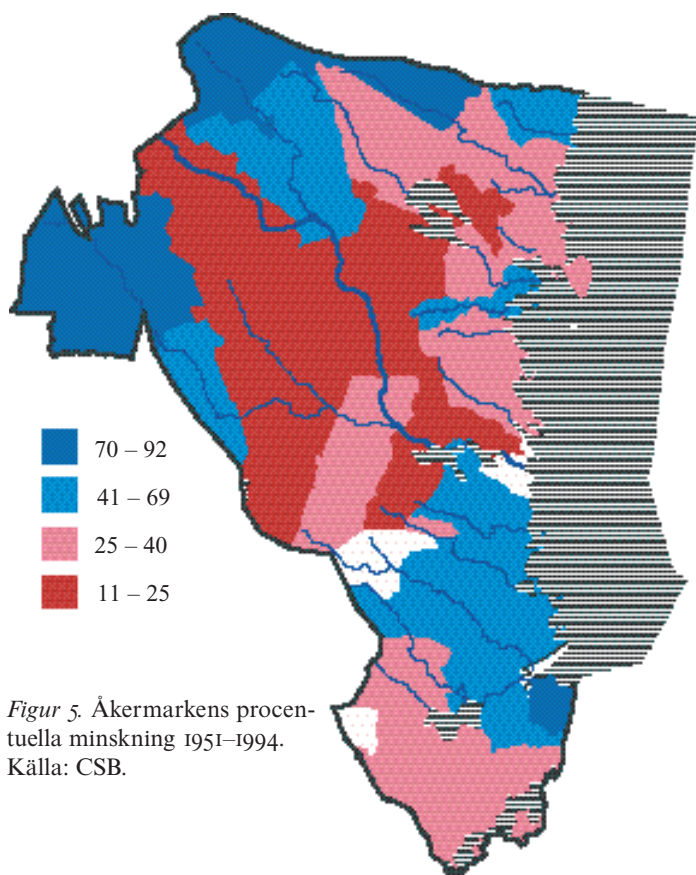 70 – 92
41 – 69
25 – 40
11 – 25
Figur 5. Åkermarkens procen-
tuella minskning 1951–1994.
Källa: CSB.